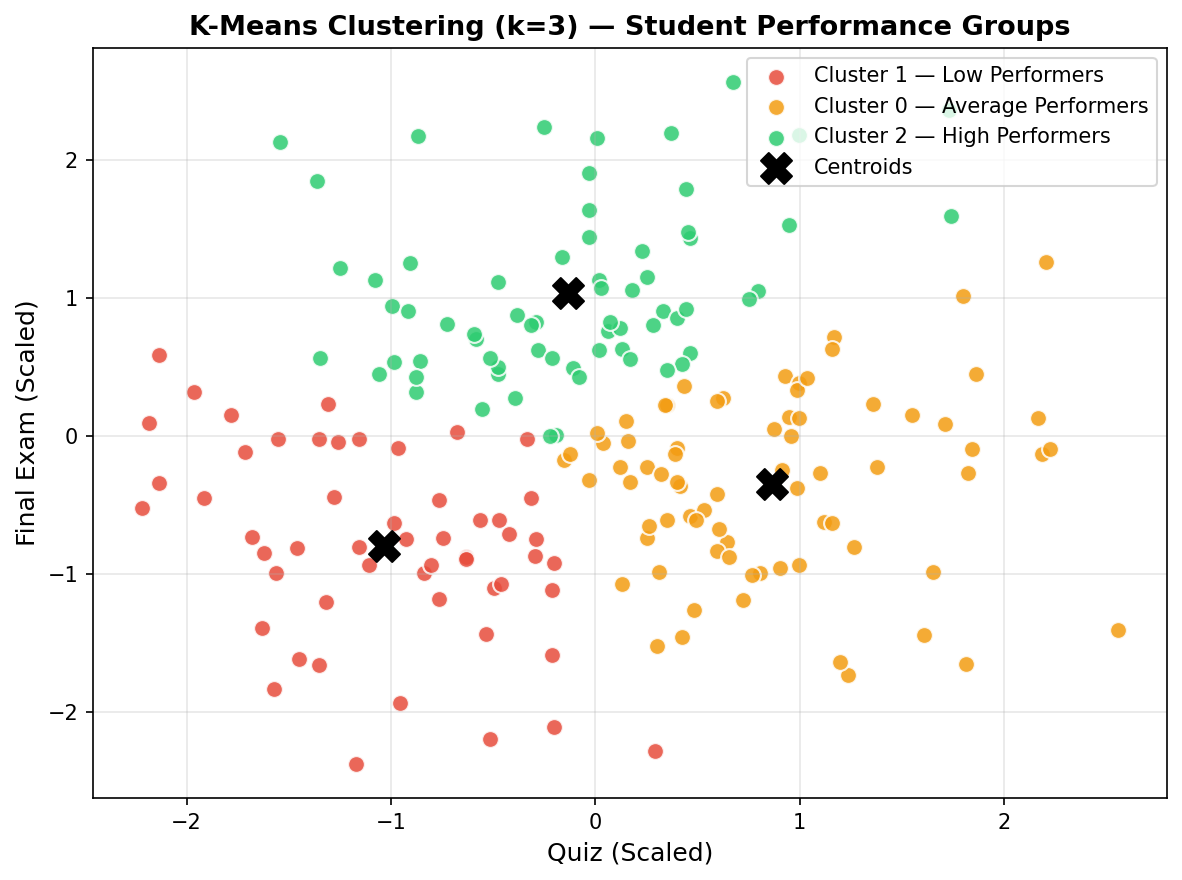 K-Means Clustering (k=3) — Student Performance Groups
Cluster 1 — Low Performers
Cluster 0 — Average Performers
Cluster 2 — High Performers
Centroids
Final Exam (Scaled)
2
1
0
−1
−2
−2 −1 0 1 2
Quiz (Scaled)